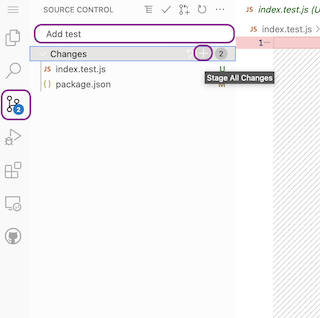 SOURCE CONTROL
Add test
Changes 2
JS index.test.js U
{} package.json M
Stage All Changes
2
JS index.test.js (U
JS index.test.js
1